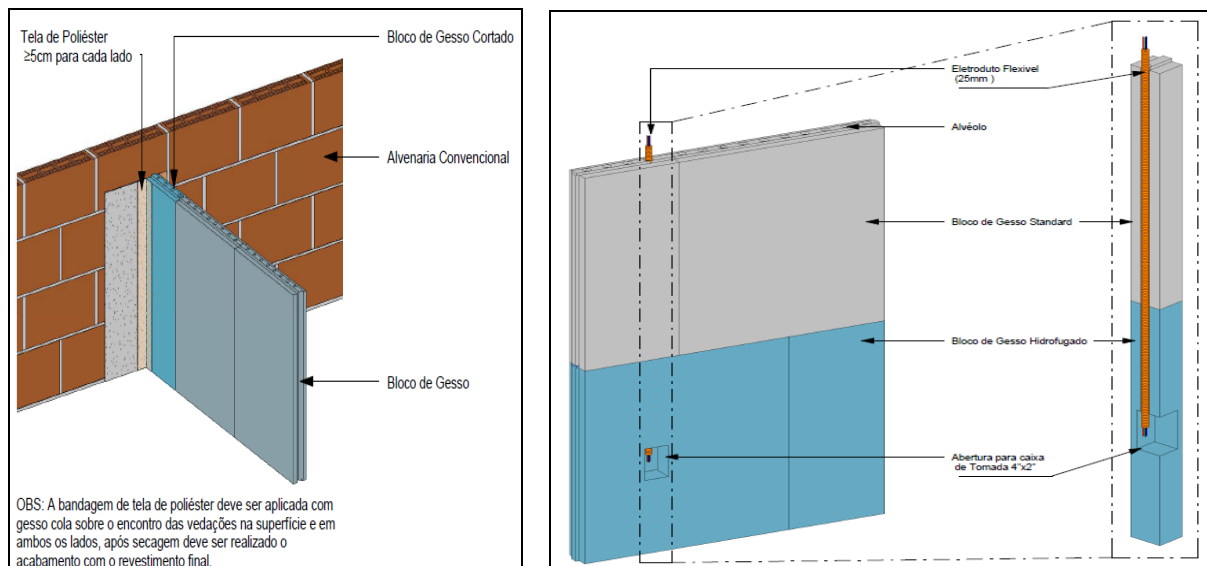 Tela de Poliéster
≥5cm para cada lado
Bloco de Gesso Cortado
Alvenaria Convencional
Bloco de Gesso
OBS: A bandagem de tela de poliéster deve ser aplicada com
gesso cola sobre o encontro das vedações na superfície e em
ambos os lados, após secagem deve ser realizado o
acabamento com o revestimento final.
Eletroduto Flexivel
(25mm )
Alvéolo
Bloco de Gesso Standard
Bloco de Gesso Hidrofugado
Abertura para caixa
de Tomada 4"x2"